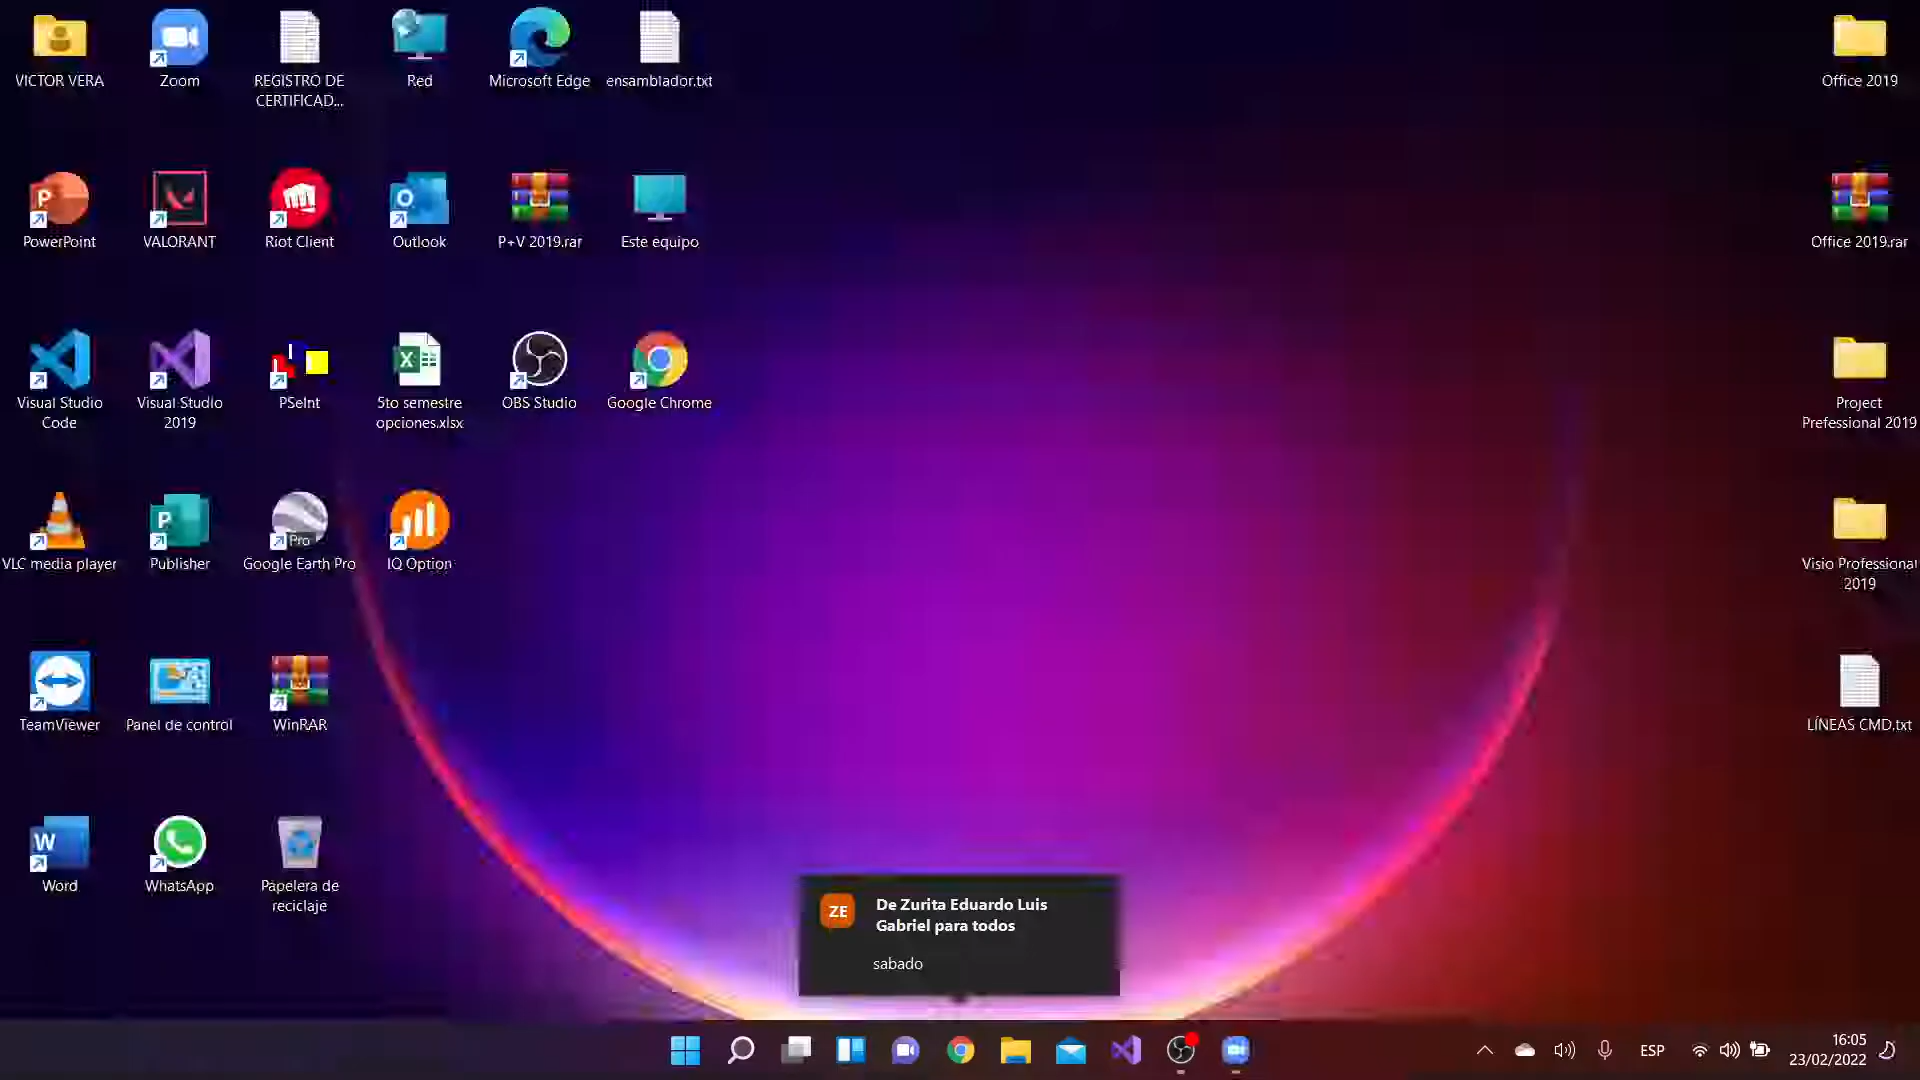 VICTOR VERA
Zoom
REGISTRO DE
CERTIFICAD...
Red
Microsoft Edge
ensamblador.txt
Office 2019
PowerPoint
VALORANT
Riot Client
Outlook
P+V 2019.rar
Este equipo
Office 2019.rar
Visual Studio
Code
Visual Studio
2019
PSeInt
5to semestre
opciones.xlsx
OBS Studio
Google Chrome
Project
Prefessional 2019
VLC media player
Publisher
Pro
Google Earth Pro
IQ Option
Visio Professional
2019
TeamViewer
Panel de control
WinRAR
LÍNEAS CMD.txt
Word
WhatsApp
Papelera de
reciclaje
ZE
De Zurita Eduardo Luis
Gabriel para todos
sabado
ESP
16:05
23/02/2022